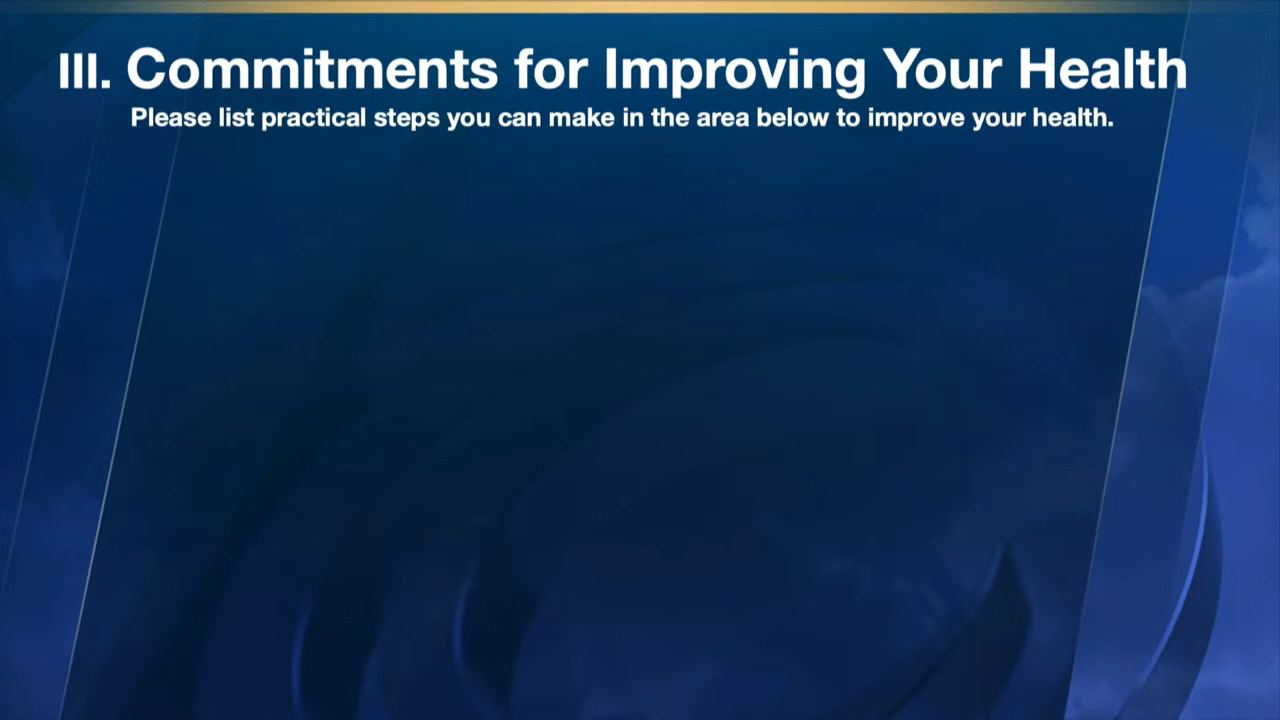 III. Commitments for Improving Your Health
Please list practical steps you can make in the area below to improve your health.